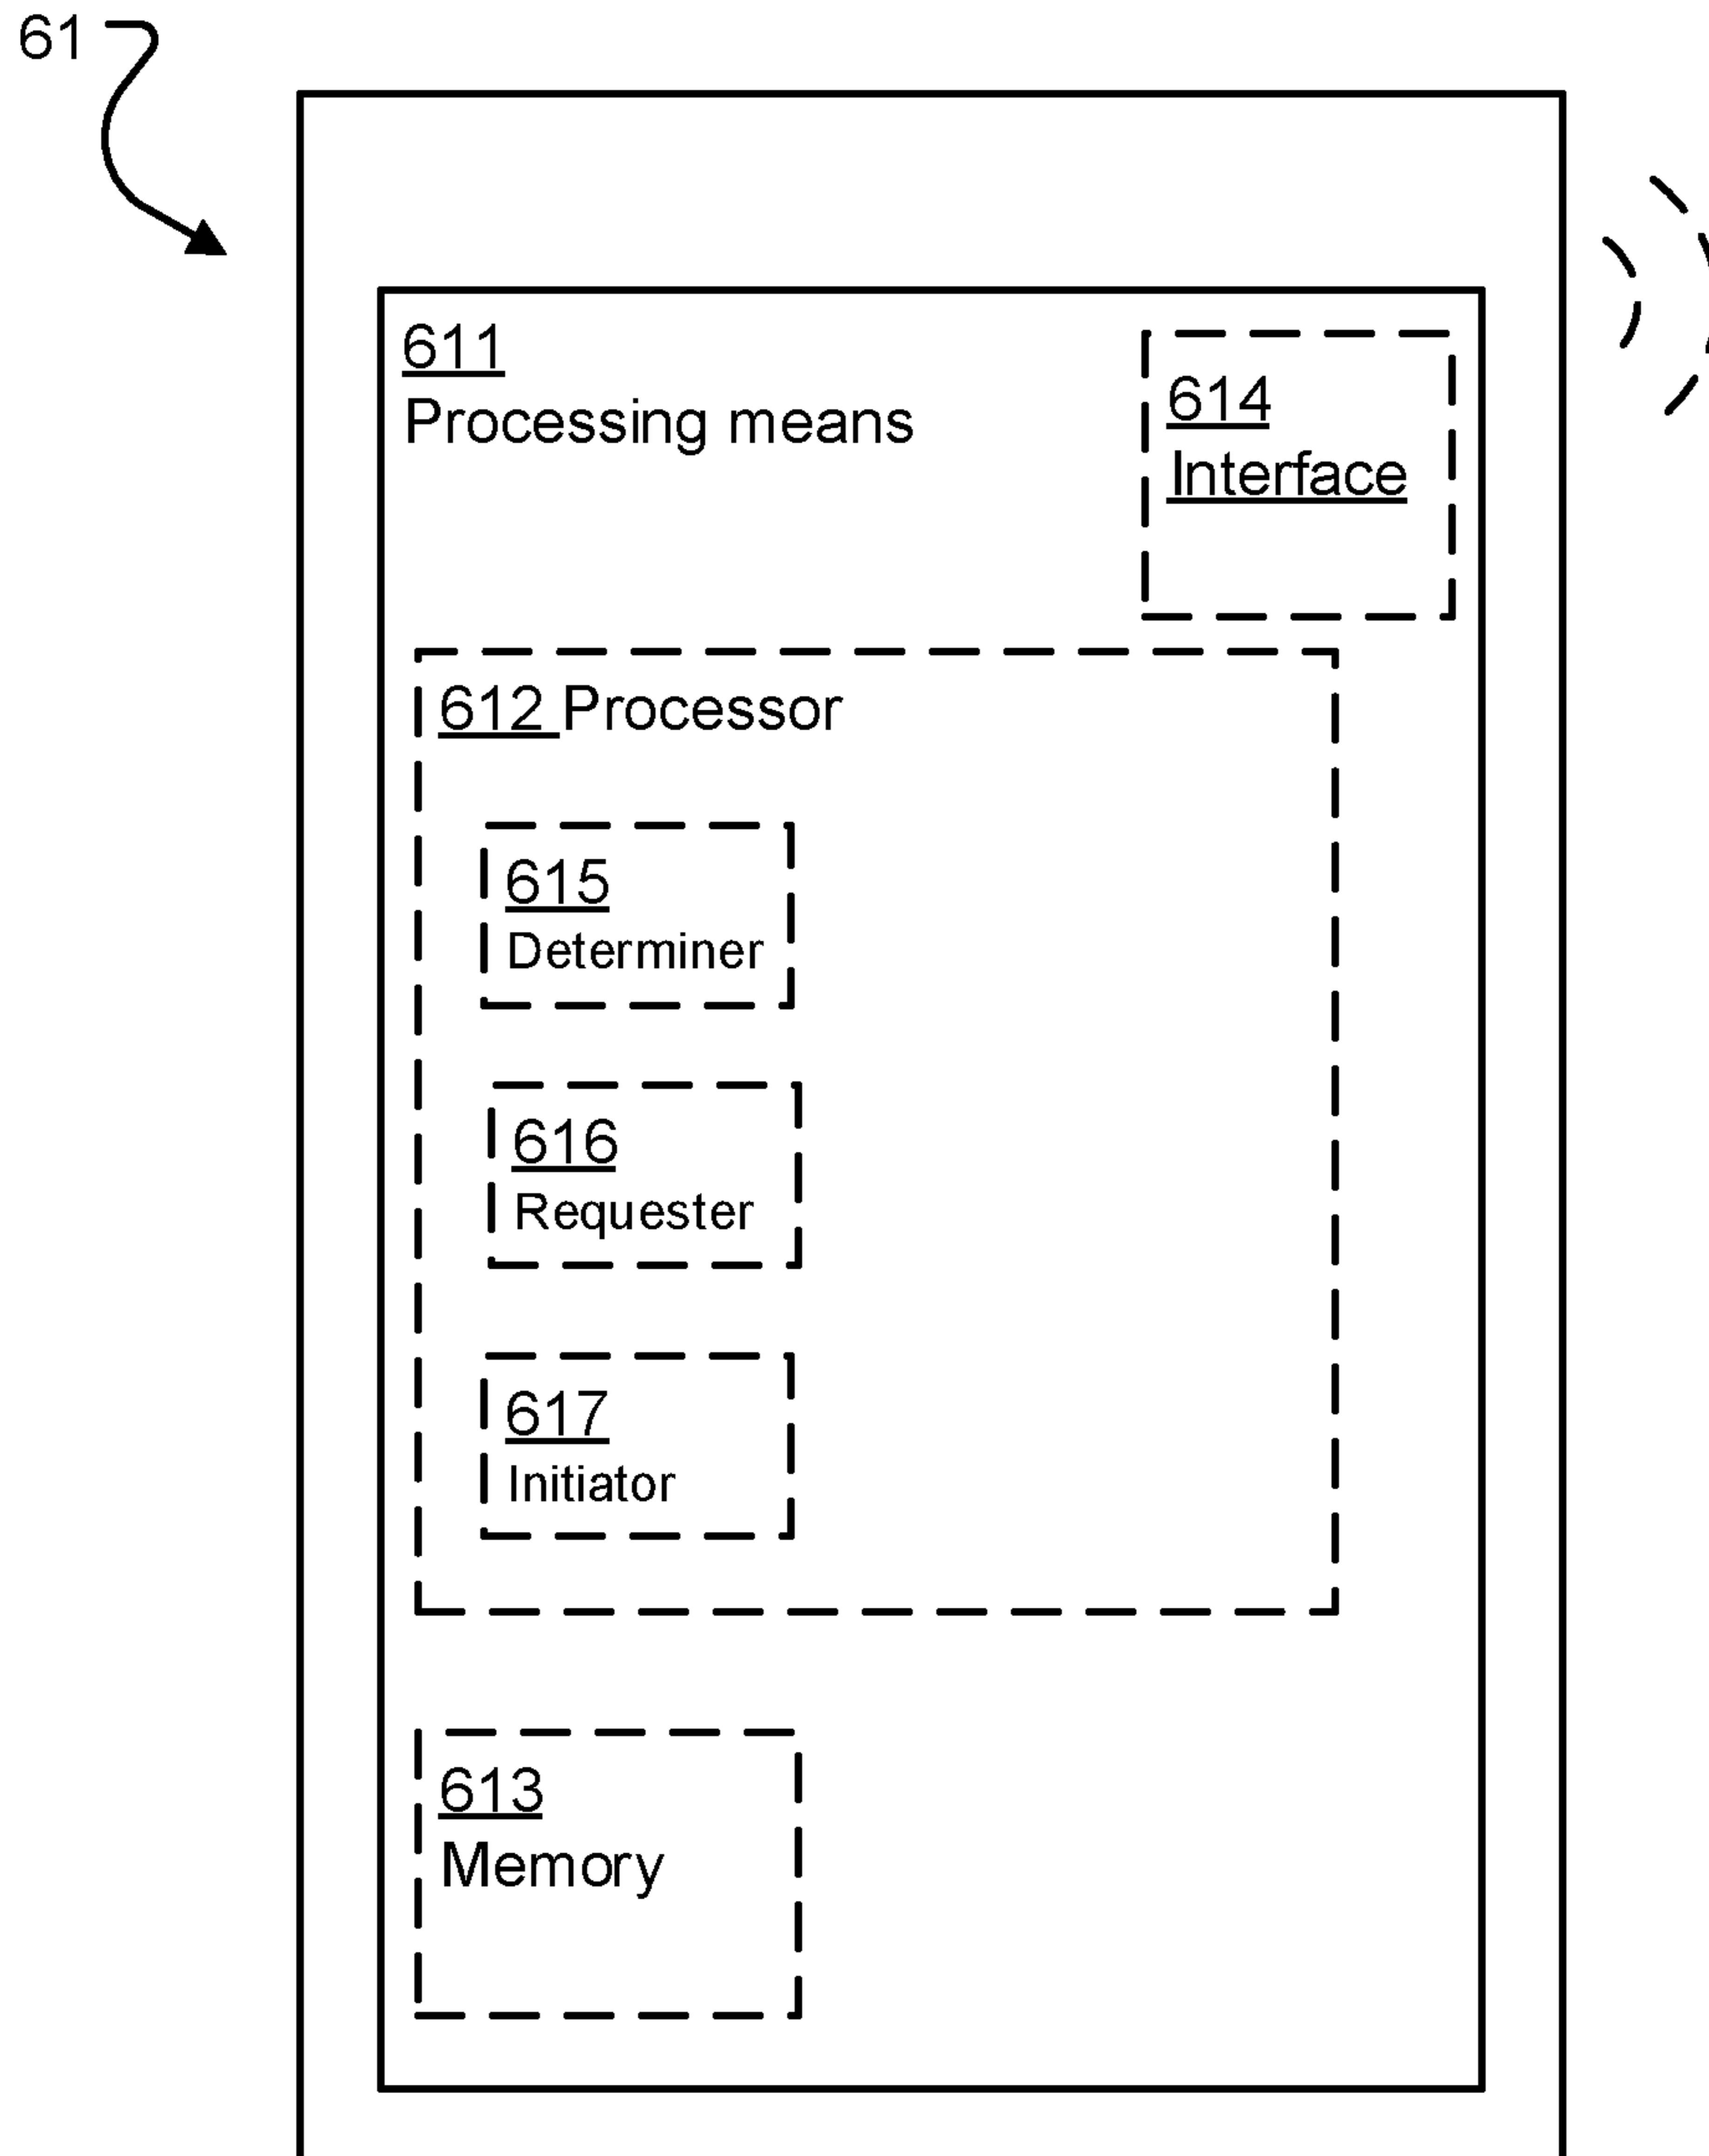 61
611
Processing means
614
Interface
612 Processor
615
Determiner
616
Requester
617
Initiator
613
Memory